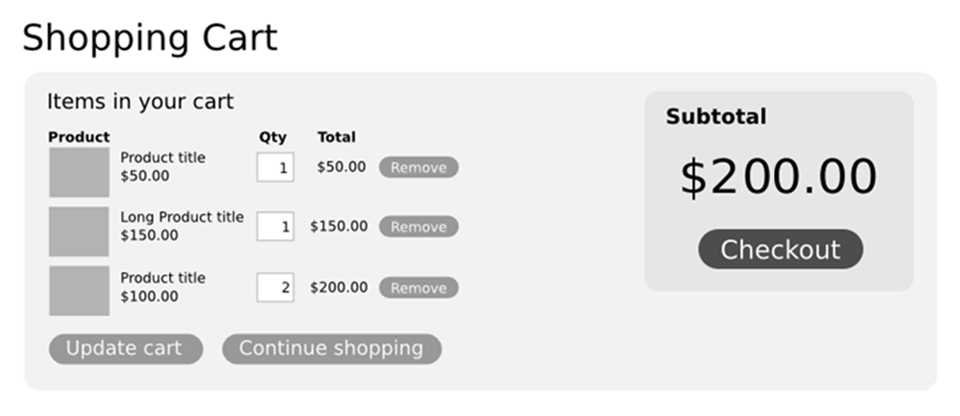 Shopping Cart
Items in your cart
Product Qty Total
Product title
$50.00
1 $50.00 Remove
Long Product title
$150.00
1 $150.00 Remove
Product title
$100.00
2 $200.00 Remove
Update cart Continue shopping
Subtotal
$200.00
Checkout